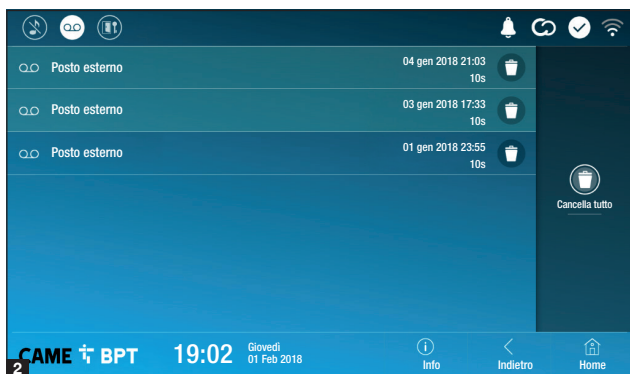 Posto esterno
04 gen 2018 21:03
10s
Posto esterno
03 gen 2018 17:33
10s
Posto esterno
01 gen 2018 23:55
10s
Cancella tutto
CAME BPT
19:02
Giovedì
01 Feb 2018
Info
Indietro
Home
2